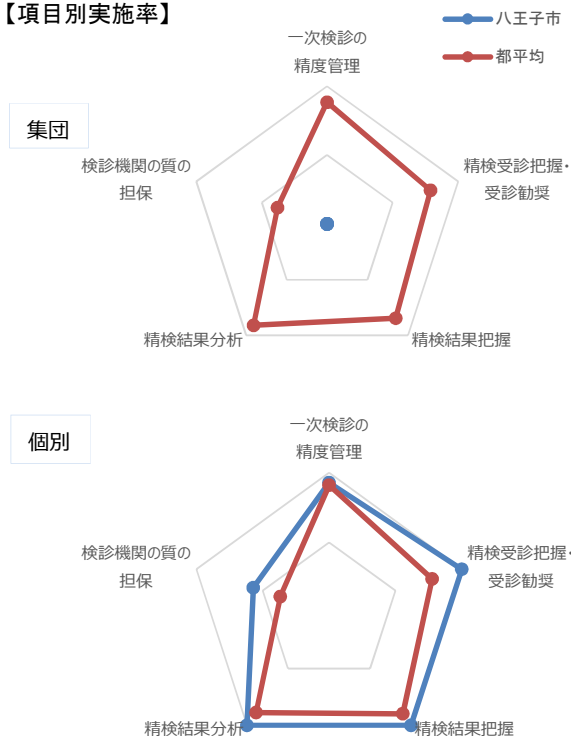 【項目別実施率】
八王子市
都平均
集団
一次検診の
精度管理
精検受診把握・
受診勧奨
精検結果把握
精検結果分析
検診機関の質の
担保
個別
一次検診の
精度管理
精検受診把握・
受診勧奨
精検結果把握
精検結果分析
検診機関の質の
担保